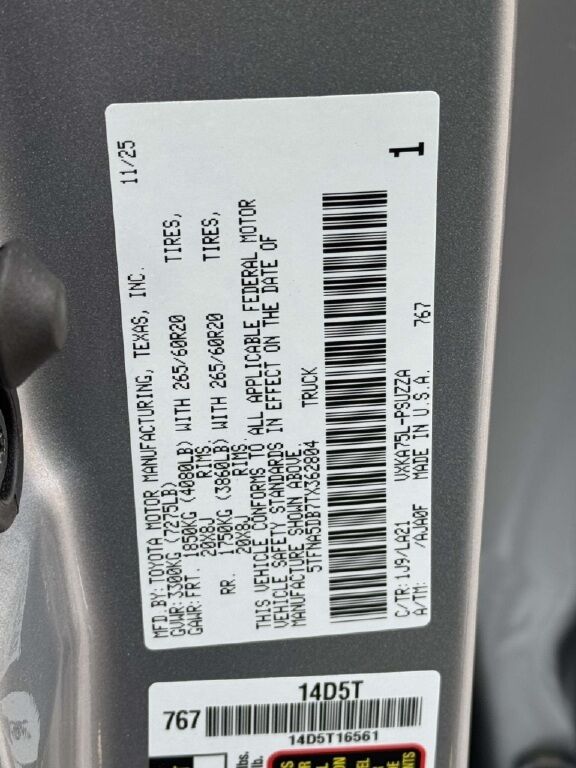 MFD.BY:TOYOTA MOTOR MANUFACTURING, TEXAS, INC. 11/25
GVWR:3300KG (7275LB)
GAWR:FRT. 1850KG (4080LB) WITH 265/60R20 TIRES,
20X8J RIMS.
RR. 1750KG (3860LB) WITH 265/60R20 TIRES,
20X8J RIMS.
THIS VEHICLE CONFORMS TO ALL APPLICABLE FEDERAL MOTOR
VEHICLE SAFETY STANDARDS IN EFFECT ON THE DATE OF
MANUFACTURE SHOWN ABOVE.
5TFNA5DB7TX362804 TRUCK
C/TR:1J9/LA21 VXKA75L-PSUZZA 767
A/TM: /AJA0F MADE IN U.S.A.
1
14D5T
767
14D5T16561
lbs.
lb.